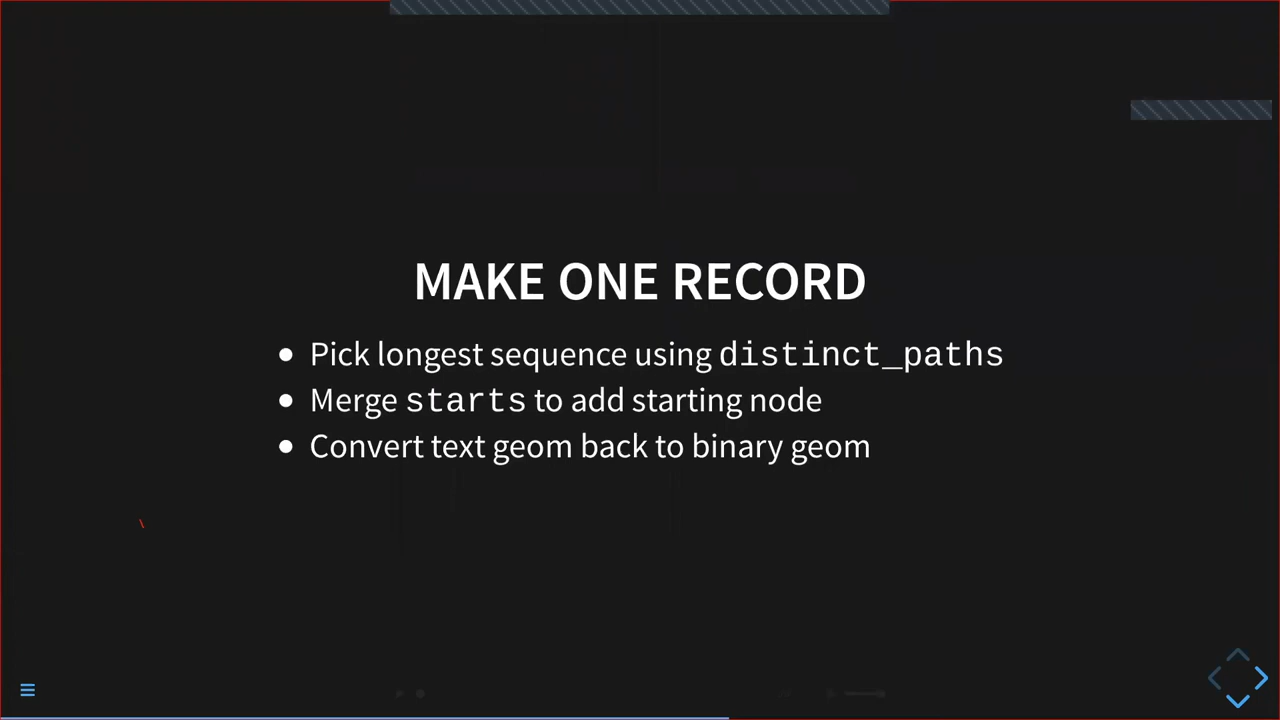 MAKE ONE RECORD
Pick longest sequence using distinct_paths
Merge starts to add starting node
Convert text geom back to binary geom
\